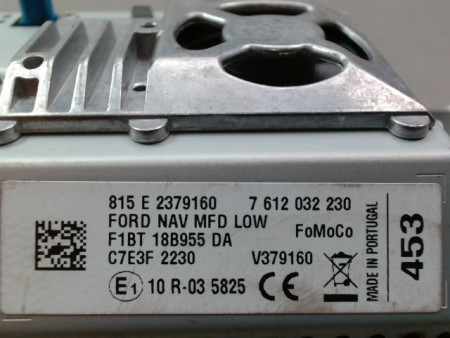 815 E 2379160 7 612 032 230
FORD NAV MFD LOW
F1BT 18B955 DA FoMoCo
C7E3F 2230 V379160
E1 10 R-03 5825 CE
MADE IN PORTUGAL
453